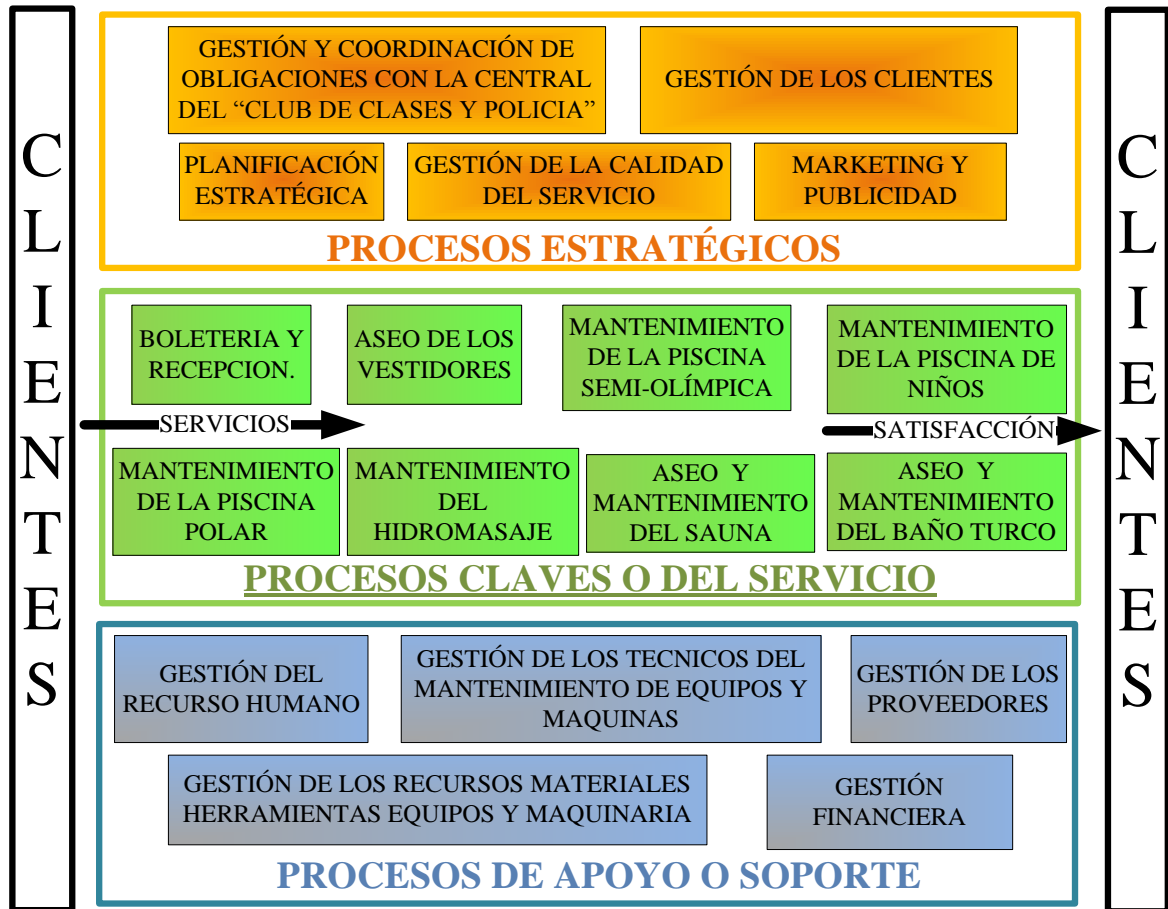 CLIENTES
GESTIÓN Y COORDINACIÓN DE
OBLIGACIONES CON LA CENTRAL
DEL “CLUB DE CLASES Y POLICIA”
GESTIÓN DE LOS CLIENTES
PLANIFICACIÓN
ESTRATÉGICA
GESTIÓN DE LA CALIDAD
DEL SERVICIO
MARKETING Y
PUBLICIDAD
PROCESOS ESTRATÉGICOS
BOLETERIA Y
RECEPCION.
ASEO DE LOS
VESTIDORES
MANTENIMIENTO
DE LA PISCINA
SEMI-OLÍMPICA
MANTENIMIENTO
DE LA PISCINA DE
NIÑOS
SERVICIOS
SATISFACCIÓN
MANTENIMIENTO
DE LA PISCINA
POLAR
MANTENIMIENTO
DEL
HIDROMASAJE
ASEO Y
MANTENIMIENTO
DEL SAUNA
ASEO Y
MANTENIMIENTO
DEL BAÑO TURCO
PROCESOS CLAVES O DEL SERVICIO
GESTIÓN DEL
RECURSO HUMANO
GESTIÓN DE LOS TECNICOS DEL
MANTENIMIENTO DE EQUIPOS Y
MAQUINAS
GESTIÓN DE LOS
PROVEEDORES
GESTIÓN DE LOS RECURSOS MATERIALES
HERRAMIENTAS EQUIPOS Y MAQUINARIA
GESTIÓN
FINANCIERA
PROCESOS DE APOYO O SOPORTE
CLIENTES